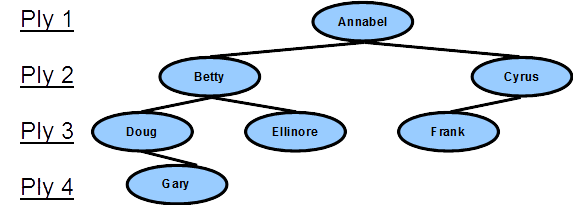 Ply 1
Annabel
Ply 2
Betty
Cyrus
Ply 3
Doug
Ellinore
Frank
Ply 4
Gary